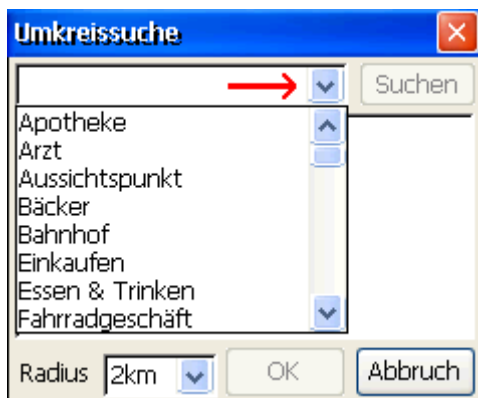 Umkreissuche
Suchen
Apotheke
Arzt
Aussichtspunkt
Bäcker
Bahnhof
Einkaufen
Essen & Trinken
Fahrradgeschäft
Radius 2km OK Abbruch